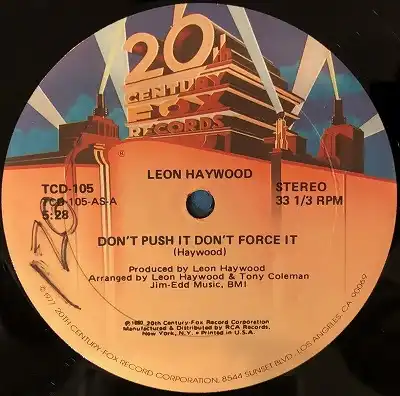 20th
CENTURY
FOX
RECORDS
®
LEON HAYWOOD
TCD-105
TCD-105-AS-A
5:28
STEREO
33 1/3 RPM
DON'T PUSH IT DON'T FORCE IT
(Haywood)
Produced by Leon Haywood
Arranged by Leon Haywood & Tony Coleman
Jim-Edd Music, BMI
20th Century-Fox Record Corporation
Manufactured & Distributed by RCA Records,
New York, N.Y. • Printed in U.S.A.
©1977 20TH CENTURY-FOX RECORD CORPORATION, 8544 SUNSET BLVD., LOS ANGELES, CA 90069